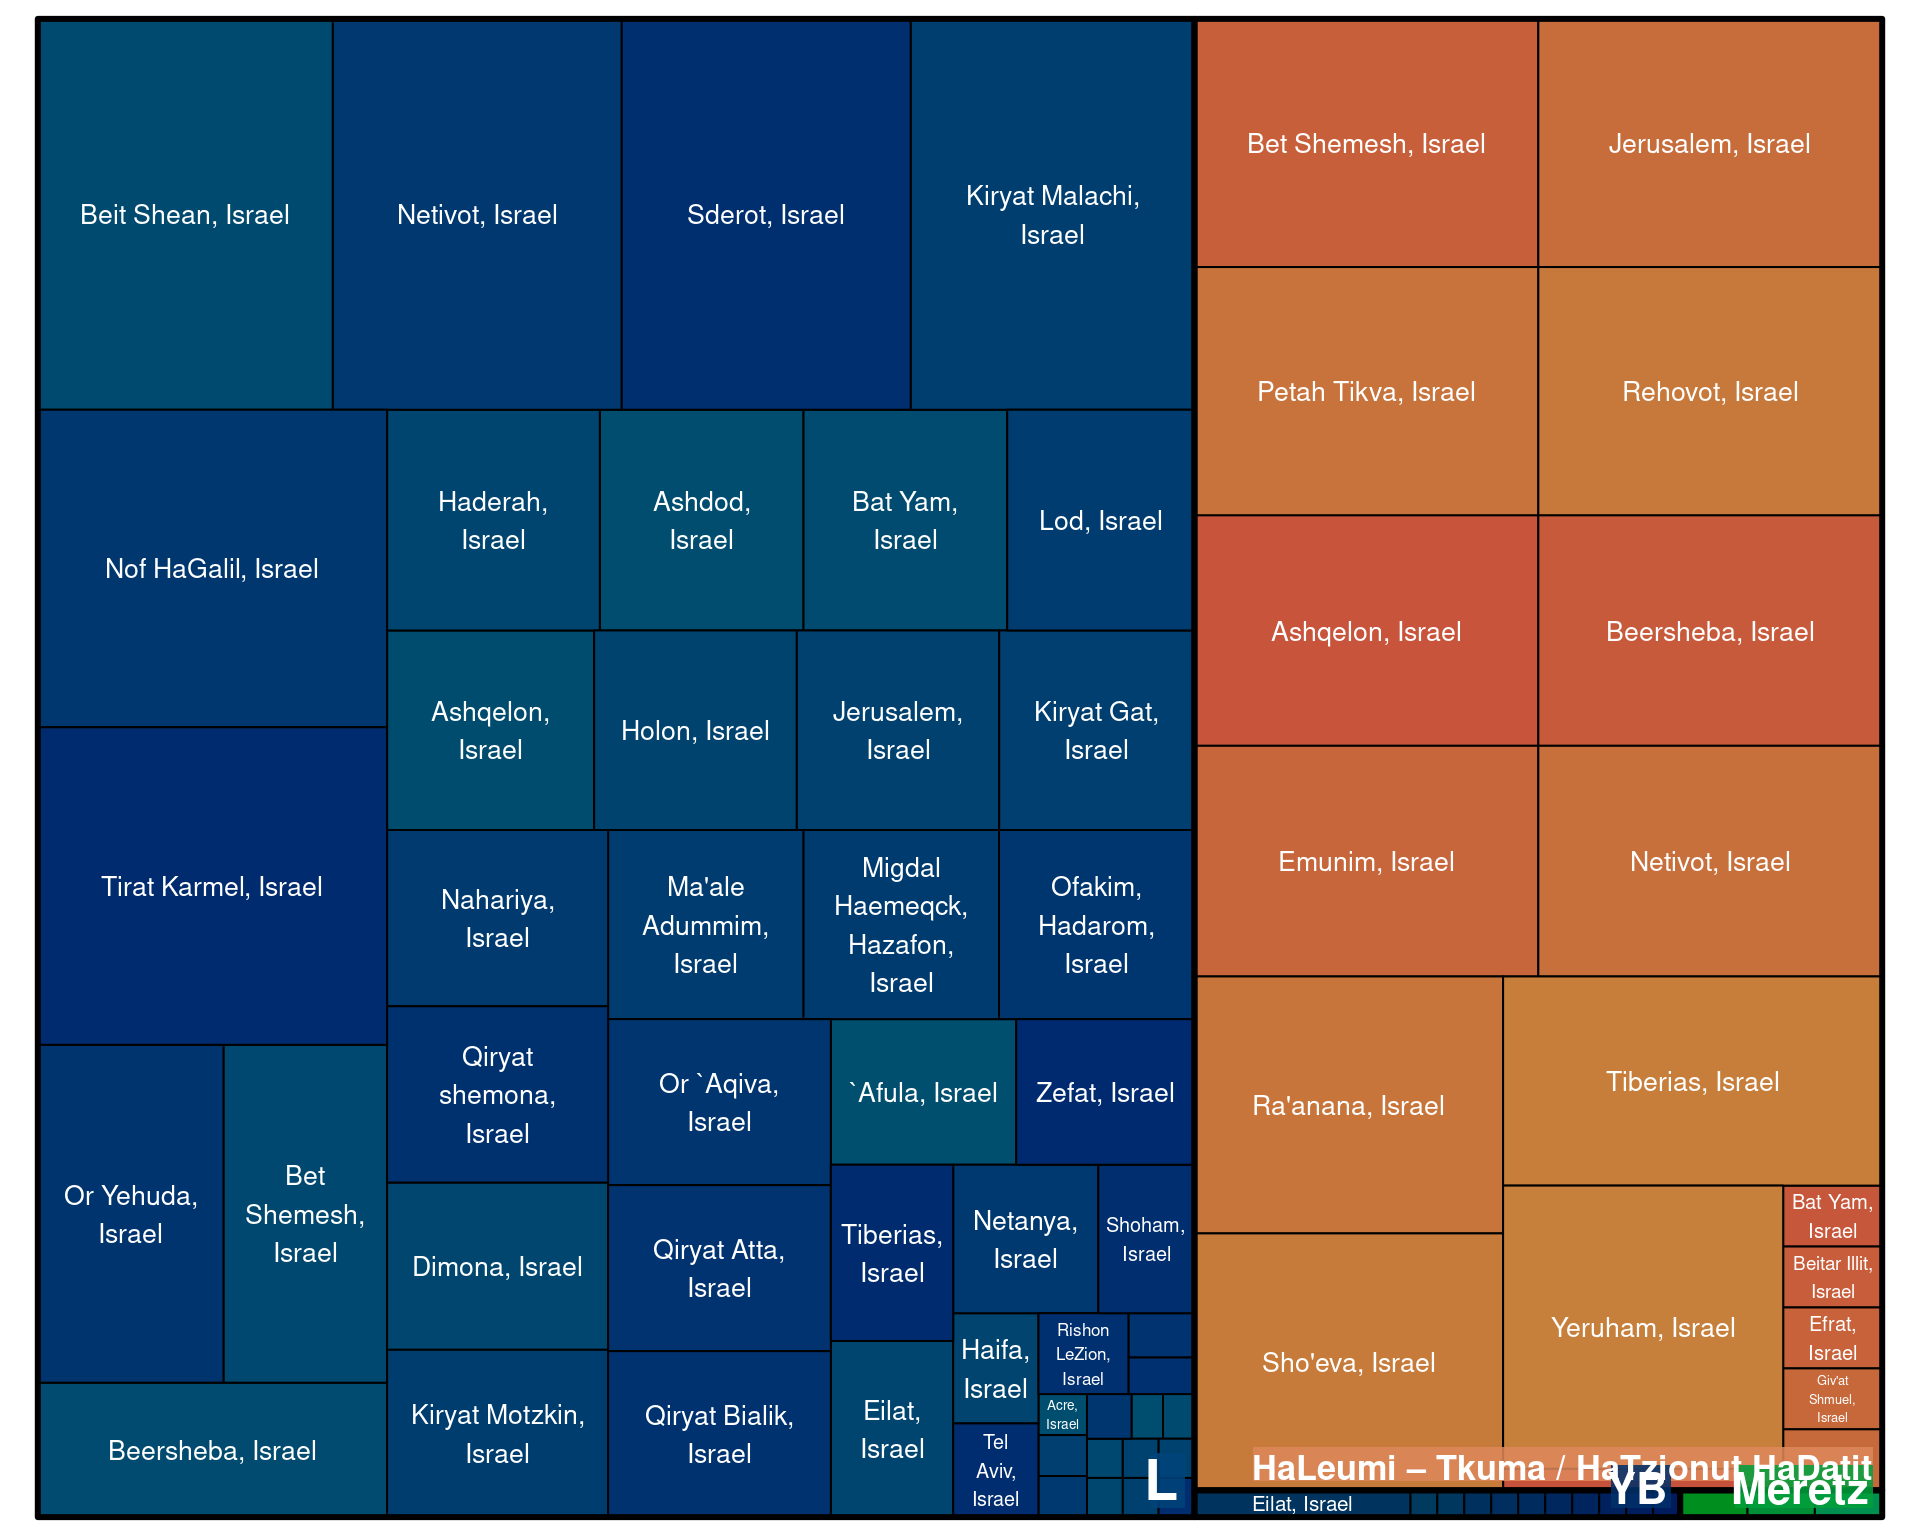 Beit Shean, Israel
Netivot, Israel
Sderot, Israel
Kiryat Malachi,
Israel
Nof HaGalil, Israel
Haderah,
Israel
Ashdod,
Israel
Bat Yam,
Israel
Lod, Israel
Ashqelon,
Israel
Holon, Israel
Jerusalem,
Israel
Kiryat Gat,
Israel
Tirat Karmel, Israel
Nahariya,
Israel
Ma'ale
Adummim,
Israel
Migdal
Haemeqck,
Hazafon,
Israel
Ofakim,
Hadarom,
Israel
Qiryat
shemona,
Israel
Or `Aqiva,
Israel
`Afula, Israel
Zefat, Israel
Or Yehuda,
Israel
Bet
Shemesh,
Israel
Dimona, Israel
Qiryat Atta,
Israel
Tiberias,
Israel
Netanya,
Israel
Shoham,
Israel
Beersheba, Israel
Kiryat Motzkin,
Israel
Qiryat Bialik,
Israel
Eilat,
Israel
Haifa,
Israel
Rishon
LeZion,
Israel
Acre,
Israel
Tel
Aviv,
Israel
L
Bet Shemesh, Israel
Jerusalem, Israel
Petah Tikva, Israel
Rehovot, Israel
Ashqelon, Israel
Beersheba, Israel
Emunim, Israel
Netivot, Israel
Ra'anana, Israel
Tiberias, Israel
Sho'eva, Israel
Yeruham, Israel
Bat Yam,
Israel
Beitar Illit,
Israel
Efrat,
Israel
Giv'at
Shmuel,
Israel
HaLeumi – Tkuma / HaTzionut HaDatit
Eilat, Israel
YB
Meretz